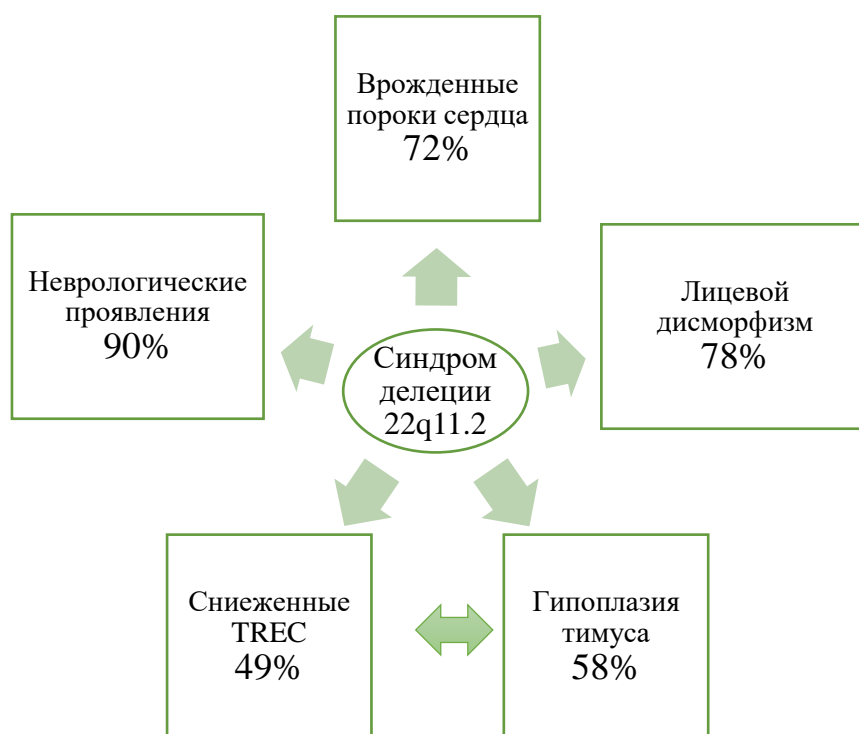 Врожденные
пороки сердца
72%
Неврологические
проявления
90%
Лицевой
дисморфизм
78%
Синдром
делеции
22q11.2
Сниеженные
TREC
49%
Гипоплазия
тимуса
58%